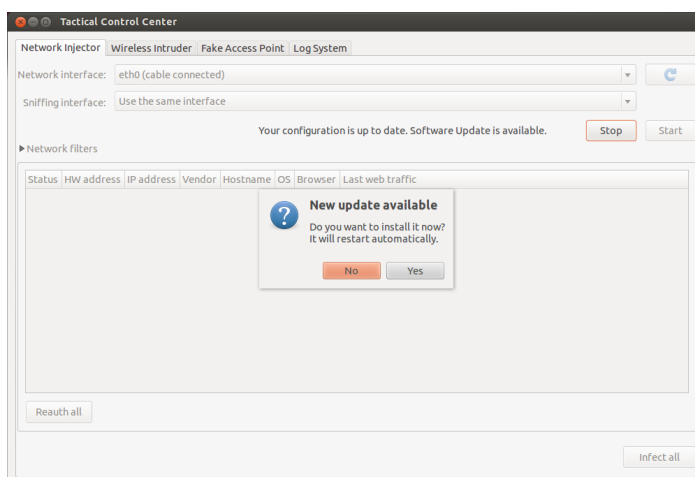 Tactical Control Center
Network Injector Wireless Intruder Fake Access Point Log System
Network interface: eth0 (cable connected)
Sniffing interface: Use the same interface
Your configuration is up to date. Software Update is available. Stop Start
Network filters
Status HW address IP address Vendor Hostname OS Browser Last web traffic
New update available
Do you want to install it now?
It will restart automatically.
No Yes
Reauth all
Infect all